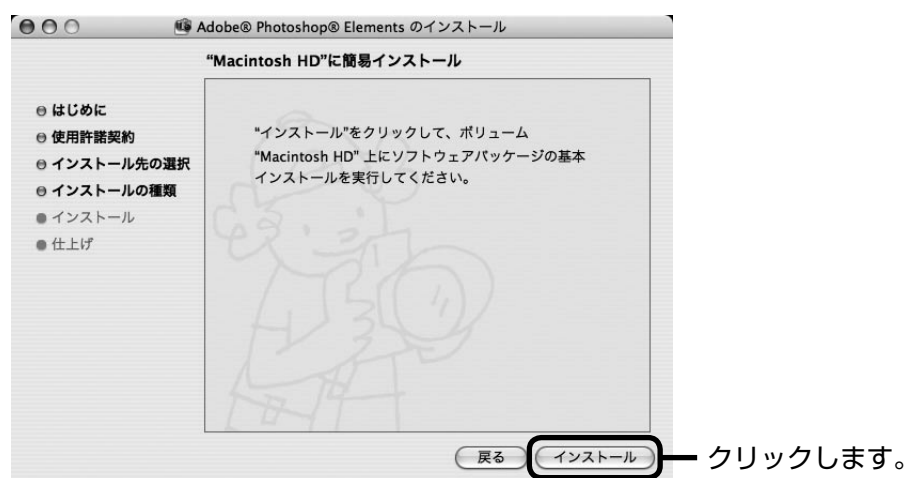 Adobe® Photoshop® Elements のインストール
“Macintosh HD”に簡易インストール
はじめに
使用許諾契約
インストール先の選択
インストールの種類
インストール
仕上げ
“インストール”をクリックして、ボリューム
“Macintosh HD” 上にソフトウェアパッケージの基本
インストールを実行してください。
戻る
インストール
クリックします。